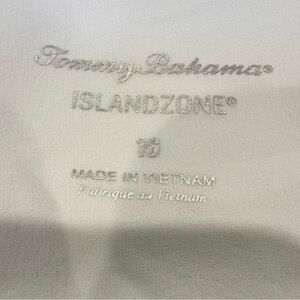 Tommy Bahama®
ISLANDZONE®
16
MADE IN VIETNAM
Fabriqué au Vietnam